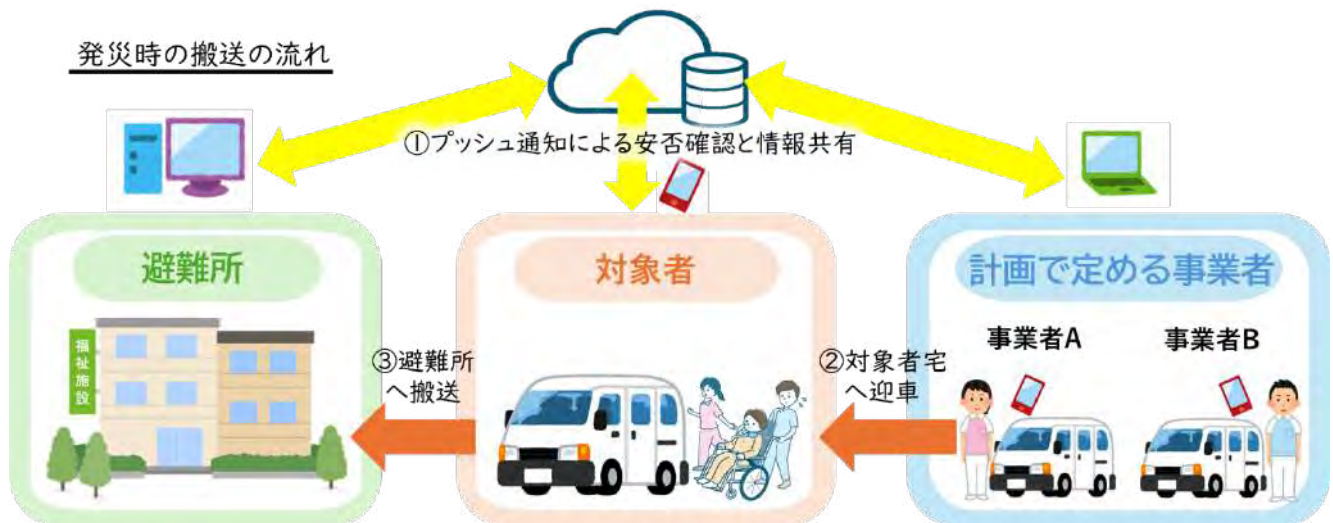 発災時の搬送の流れ
①プッシュ通知による安否確認と情報共有
避難所
対象者
計画で定める事業者
福祉施設
③避難所
へ搬送
②対象者宅
へ迎車
事業者A
事業者B